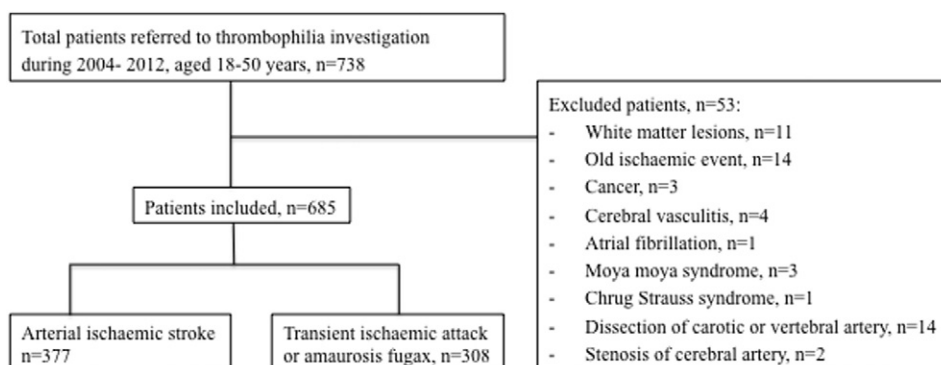 Total patients referred to thrombophilia investigation
during 2004- 2012, aged 18-50 years, n=738
Excluded patients, n=53:
- White matter lesions, n=11
- Old ischaemic event, n=14
- Cancer, n=3
- Cerebral vasculitis, n=4
- Atrial fibrillation, n=1
- Moya moya syndrome, n=3
- Chrug Strauss syndrome, n=1
- Dissection of carotic or vertebral artery, n=14
- Stenosis of cerebral artery, n=2
Patients included, n=685
Arterial ischaemic stroke
n=377
Transient ischaemic attack
or amaurosis fugax, n=308